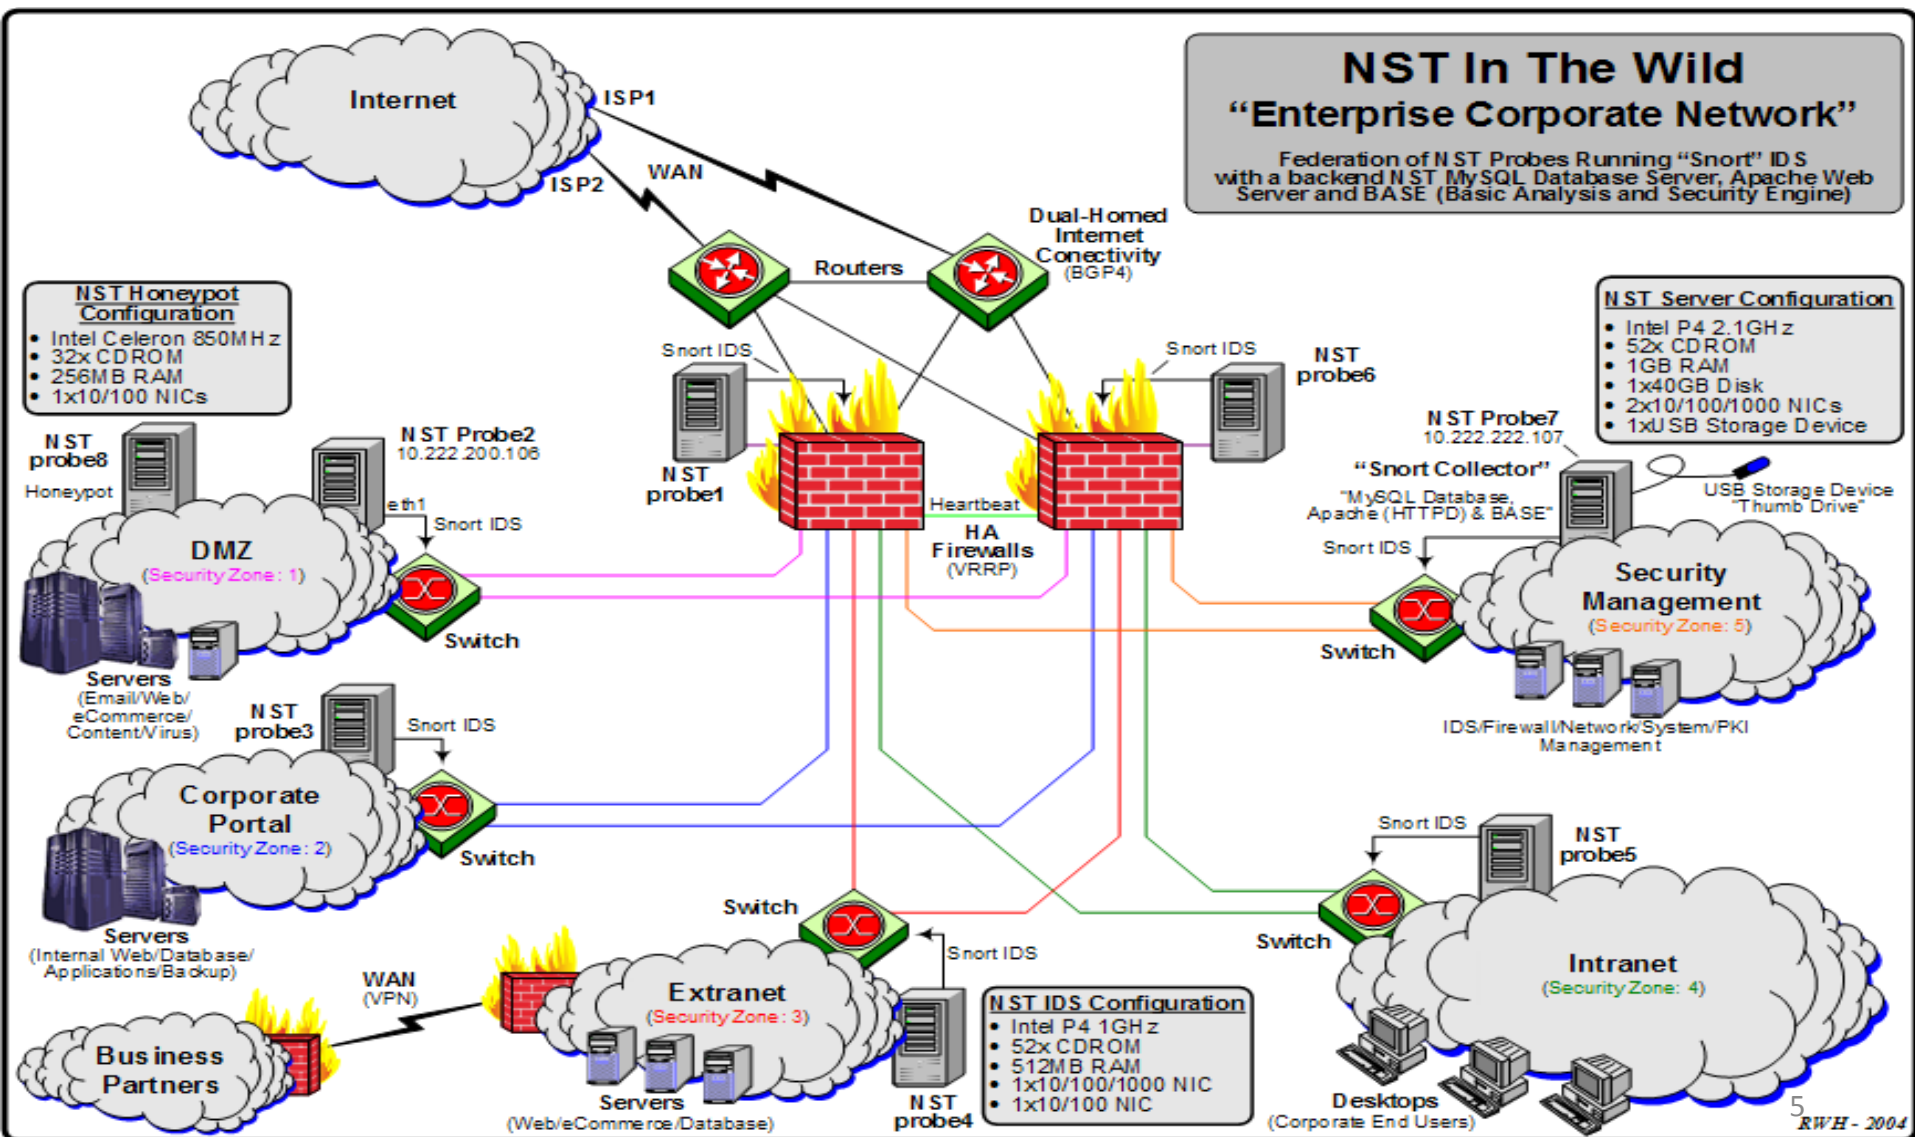 NST In The Wild
“Enterprise Corporate Network”
Federation of NST Probes Running “Snort” IDS
with a backend NST MySQL Database Server, Apache Web
Server and BASE (Basic Analysis and Security Engine)
Internet
ISP1
ISP2
WAN
Routers
Dual-Homed
Internet
Conectivity
(BGP4)
NST Honeypot
Configuration
• Intel Celeron 850MHz
• 32x CDROM
• 256MB RAM
• 1x10/100 NICs
NST Server Configuration
• Intel P4 2.1GHz
• 52x CDROM
• 1GB RAM
• 1x40GB Disk
• 2x10/100/1000 NICs
• 1xUSB Storage Device
Snort IDS
NST
probe1
Snort IDS
NST
probe6
Heartbeat
HA
Firewalls
(VRRP)
NST
probe8
Honeypot
NST Probe2
10.222.200.106
eth1
Snort IDS
DMZ
(Security Zone: 1)
Switch
Servers
(Email/Web/
eCommerce/
Content/Virus)
NST Probe7
10.222.222.107
“Snort Collector”
"MySQL Database,
Apache (HTTPD) & BASE"
USB Storage Device
"Thumb Drive"
Snort IDS
Switch
Security
Management
(Security Zone: 5)
IDS/Firewall/Network/System/PKI
Management
NST
probe3
Snort IDS
Corporate
Portal
(Security Zone: 2)
Switch
Servers
(Internal Web/Database/
Applications/Backup)
Switch
Snort IDS
Extranet
(Security Zone: 3)
Servers
(Web/eCommerce/Database)
NST
probe4
WAN
(VPN)
Business
Partners
NST IDS Configuration
• Intel P4 1GHz
• 52x CDROM
• 512MB RAM
• 1x10/100/1000 NIC
• 1x10/100 NIC
Snort IDS
NST
probe5
Switch
Intranet
(Security Zone: 4)
Desktops
(Corporate End Users)
5
RWH - 2004